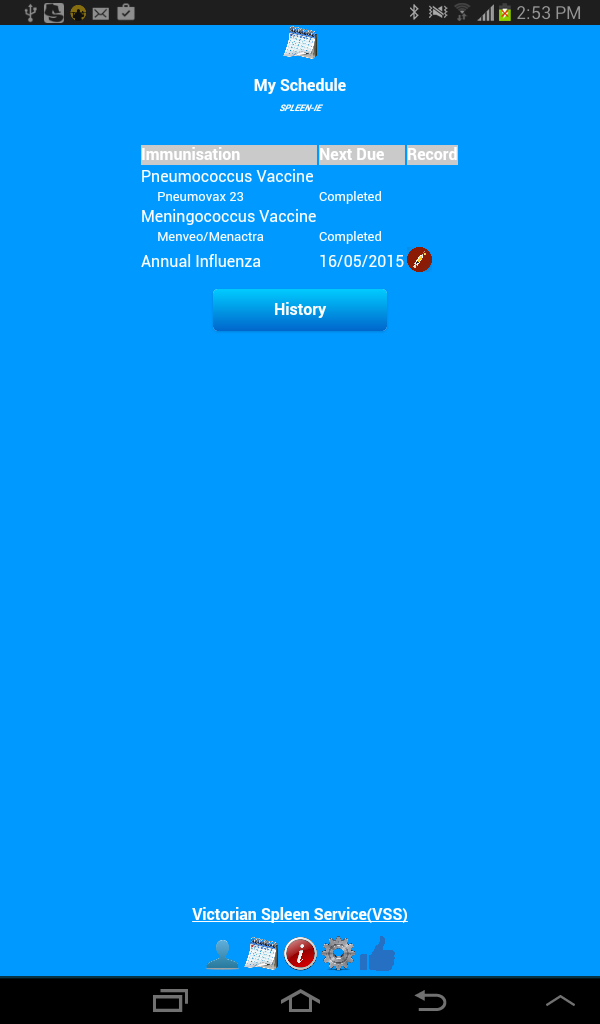 2:53 PM
My Schedule
SPLEEN-IE
Immunisation Next Due Record
Pneumococcus Vaccine
Pneumovax 23 Completed
Meningococcus Vaccine
Menveo/Menactra Completed
Annual Influenza 16/05/2015
History
Victorian Spleen Service(VSS)
i